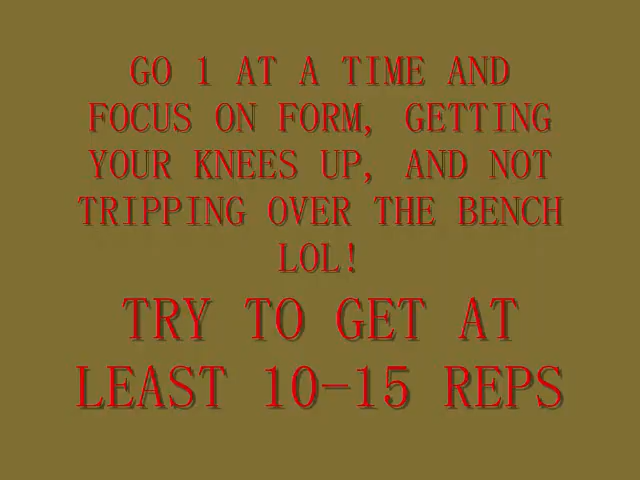 GO 1 AT A TIME AND
FOCUS ON FORM, GETTING
YOUR KNEES UP, AND NOT
TRIPPING OVER THE BENCH
LOL!
TRY TO GET AT
LEAST 10-15 REPS